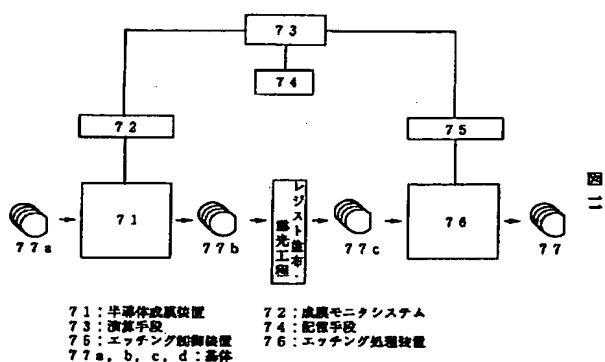 73
74
72
75
71
76
77a
77b
レジスト塗布・
露光工程
77c
77
図 11
71:半導体成膜装置
72:成膜モニタシステム
73:演算手段
74:記憶手段
75:エッチング制御装置
76:エッチング処理装置
77a, b, c, d:基体